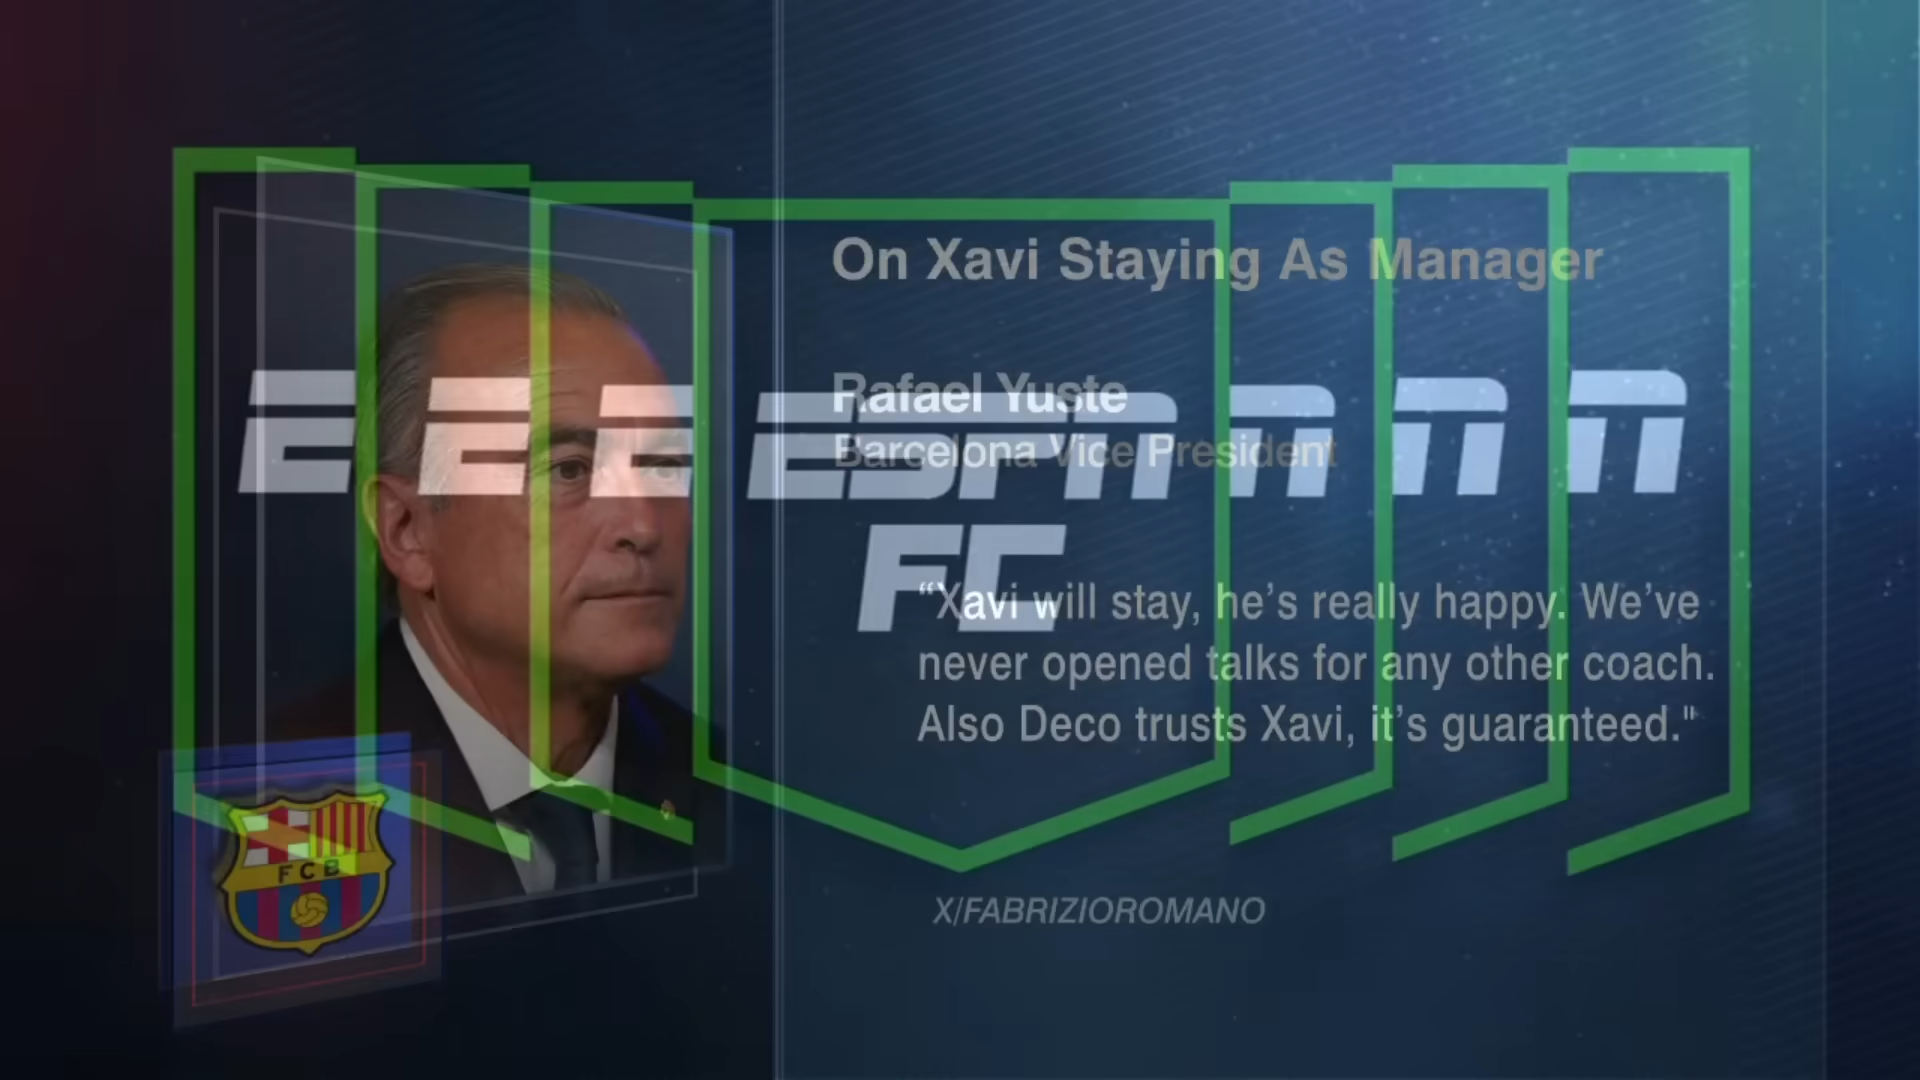 On Xavi Staying As Manager
Rafael Yuste
Barcelona Vice President
ESPN
FC
“Xavi will stay, he’s really happy. We’ve
never opened talks for any other coach.
Also Deco trusts Xavi, it’s guaranteed."
FCB
X/FABRIZIOROMANO